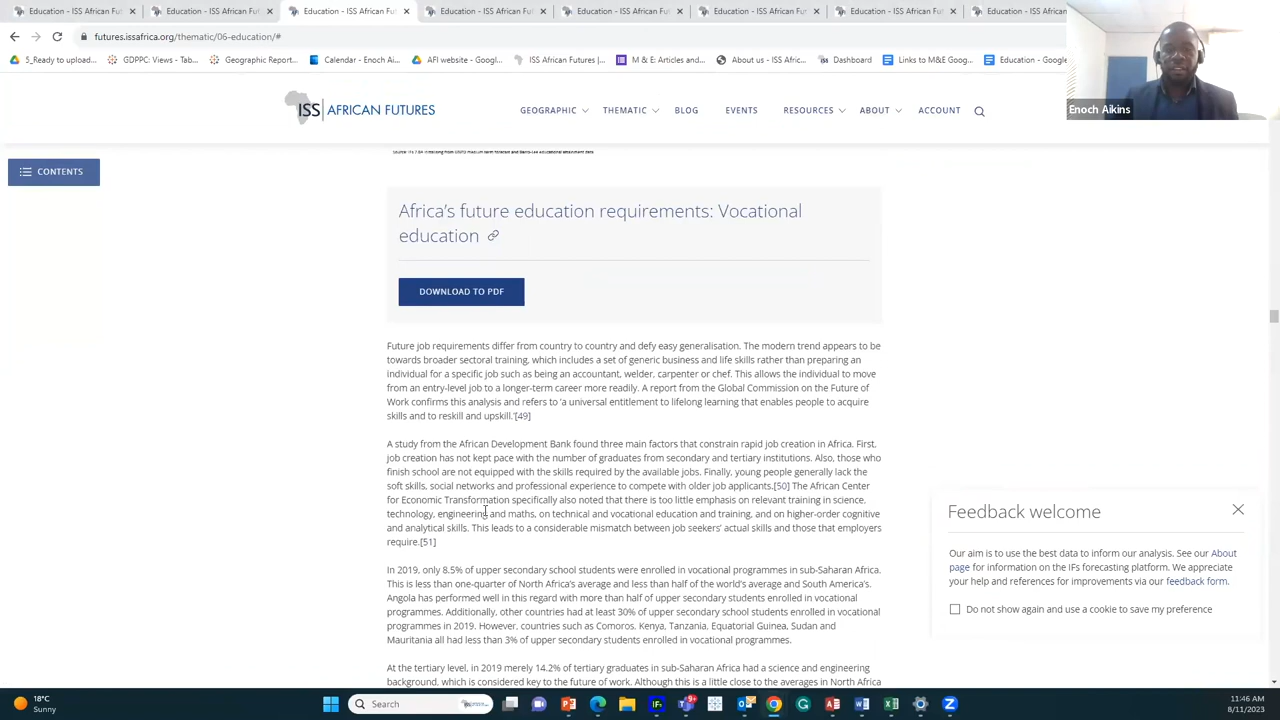 Education - ISS African Futures
Education - ISS African Futures
Education - ISS African Futures
Education - ISS African Futures
Education - ISS African Futures
Education - ISS African Futures
Education - ISS Afri
futures.issafrica.org/thematic/06-education/#
S_Ready to upload...
GDPPC: Views - Tab...
Geographic Report...
Calendar - Enoch Ai...
AFI website - Googl...
ISS African Futures |...
M & E: African Futu...
About us - ISS Afric...
Dashboard
Links to M&E Goog...
Education - Google
Enoch Aikins
ISS AFRICAN FUTURES
GEOGRAPHIC
THEMATIC
BLOG
EVENTS
RESOURCES
ABOUT
ACCOUNT
CONTENTS
Africa's future education requirements: Vocational
education
DOWNLOAD TO PDF
Future job requirements differ from country to country and defy easy generalisation. The modern trend appears to be
towards broader sectoral training, which includes a set of generic business and life skills rather than preparing an
individual for a specific job such as being an accountant, welder, carpenter or chef. This allows the individual to move
from an entry-level job to a longer-term career more readily. A report from the Global Commission on the Future of
Work confirms this analysis and refers to 'a universal entitlement to lifelong learning that enables people to acquire
skills and to reskill and upskill.'[49]
A study from the African Development Bank found three main factors that constrain rapid job creation in Africa. First,
job creation has not kept pace with the number of graduates from secondary and tertiary institutions. Also, those who
finish school are not equipped with the skills required by the available jobs. Finally, young people generally lack the
soft skills, social networks and professional experience to compete with older job applicants.[50] The African Center
for Economic Transformation specifically also noted that there is too little emphasis on relevant training in science,
technology, engineering and maths, on technical and vocational education and training, and on higher-order cognitive
and analytical skills. This leads to a considerable mismatch between job seekers' actual skills and those that employers
require.[51]
In 2019, only 8.5% of upper secondary school students were enrolled in vocational programmes in sub-Saharan Africa.
This is less than one-quarter of North Africa's average and less than half of the world's average and South America's.
Angola has performed well in this regard with more than half of upper secondary students enrolled in vocational
programmes. Additionally, other countries had at least 30% of upper secondary school students enrolled in vocational
programmes in 2019. However, countries such as Comoros, Kenya, Tanzania, Equatorial Guinea, Sudan and
Mauritania all had less than 3% of upper secondary students enrolled in vocational programmes.
At the tertiary level, in 2019 merely 14.2% of tertiary graduates in sub-Saharan Africa had a science and engineering
background, which is considered key to the future of work. Although this is a little close to the averages in North Africa
Feedback welcome
Our aim is to use the best data to inform our analysis. See our About
page for information on the IFs forecasting platform. We appreciate
your help and references for improvements via our feedback form.
Do not show again and use a cookie to save my preference
18°C
Sunny
Search
11:46 AM
8/11/2023